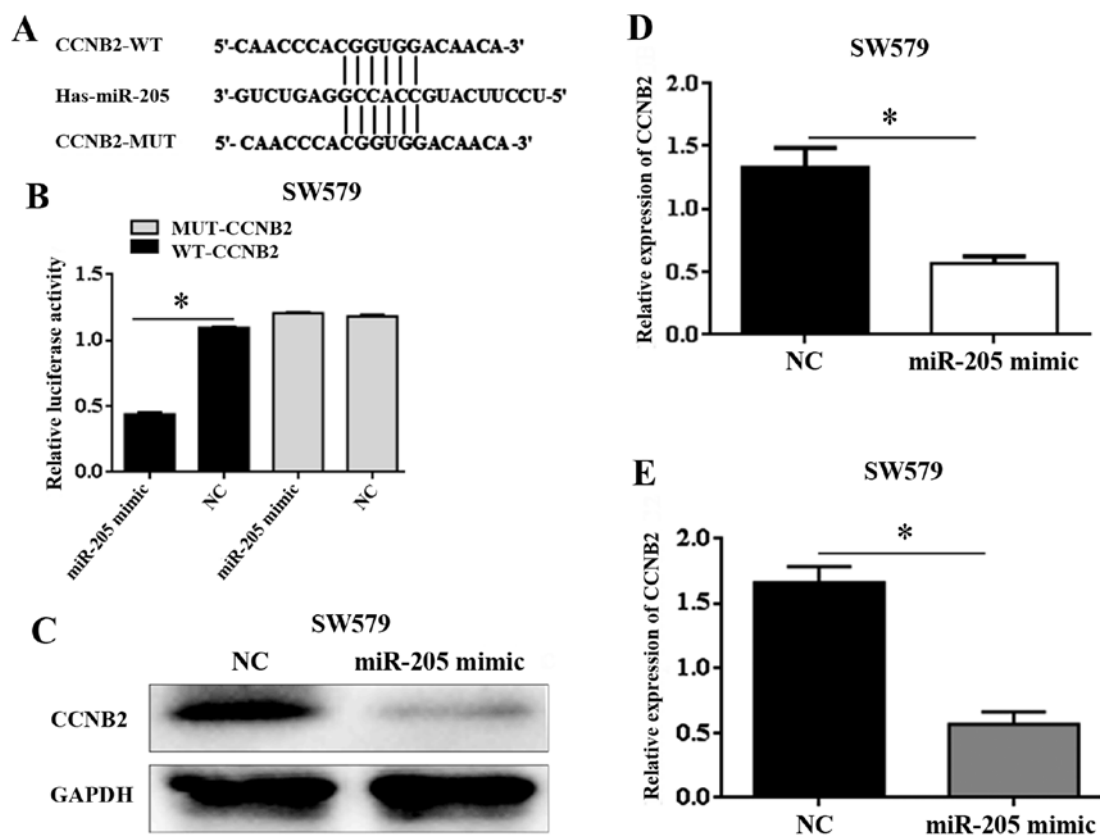 A
CCNB2-WT 5'-CAACCCACGGUGGACAACA-3'
Has-miR-205 3'-GUCUGAGGCCACCGUACUUCCU-5'
CCNB2-MUT 5'- CAACCCACGGUGGACAACA -3'
B
SW579
MUT-CCNB2
WT-CCNB2
Relative luciferase activity
1.5
1.0
0.5
0.0
*
miR-205 mimic
NC
miR-205 mimic
NC
C
SW579
NC miR-205 mimic
CCNB2
GAPDH
D
SW579
Relative expression of CCNB2
2.0
1.5
1.0
0.5
0.0
*
NC miR-205 mimic
E
SW579
Relative expression of CCNB2
2.0
1.5
1.0
0.5
0.0
*
NC miR-205 mimic